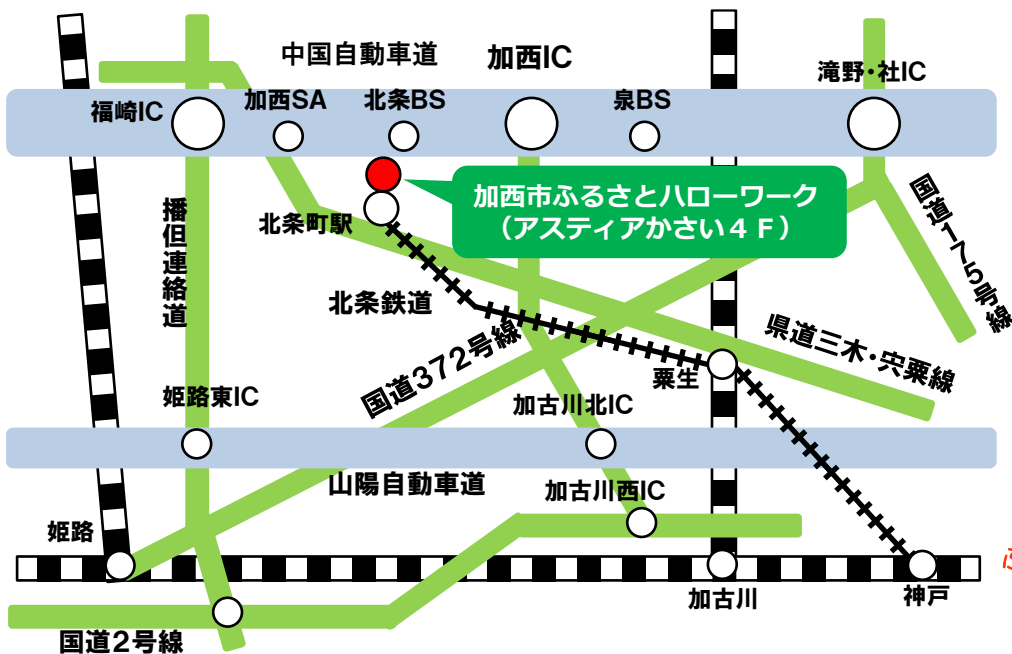 中国自動車道
加西IC
滝野・社IC
福崎IC
加西SA
北条BS
泉BS
加西市ふるさとハローワーク
（アスティアかさい４Ｆ）
播但連絡道
北条町駅
国道175号線
北条鉄道
国道372号線
県道三木・宍粟線
粟生
姫路東IC
加古川北IC
山陽自動車道
加古川西IC
姫路
加古川
神戸
国道2号線